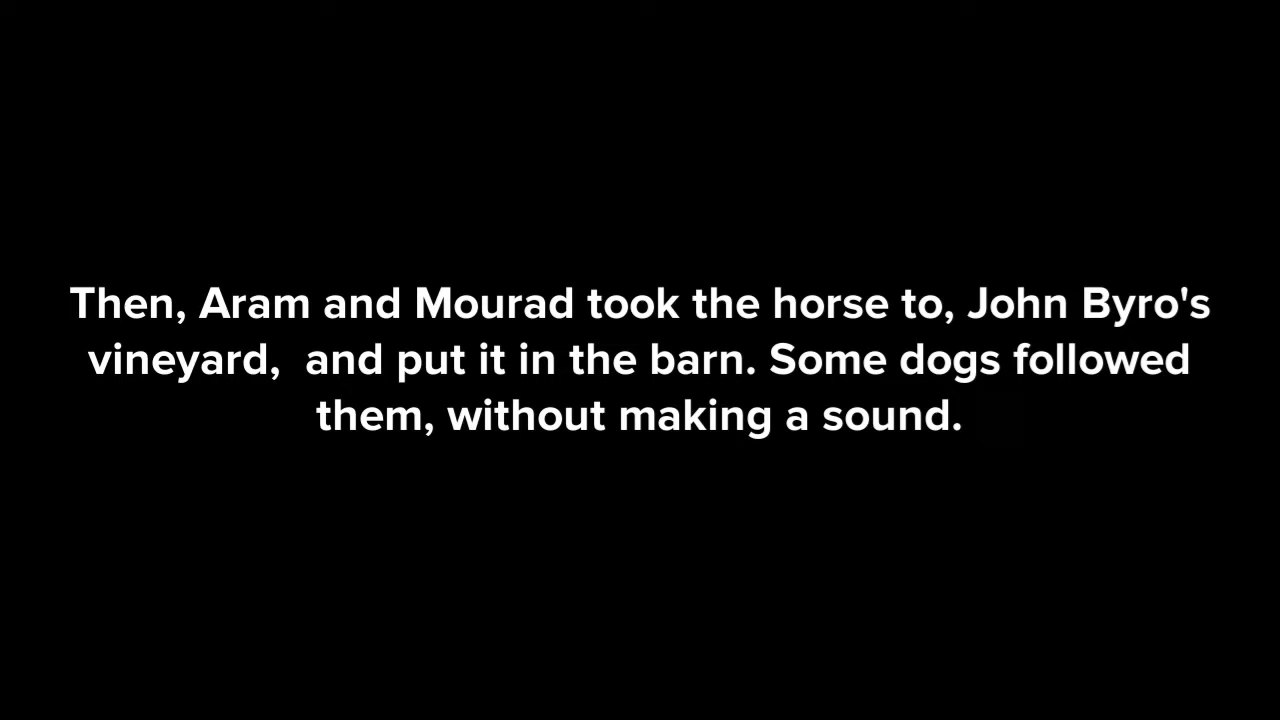 Then, Aram and Mourad took the horse to, John Byro's
vineyard,  and put it in the barn. Some dogs followed
them, without making a sound.